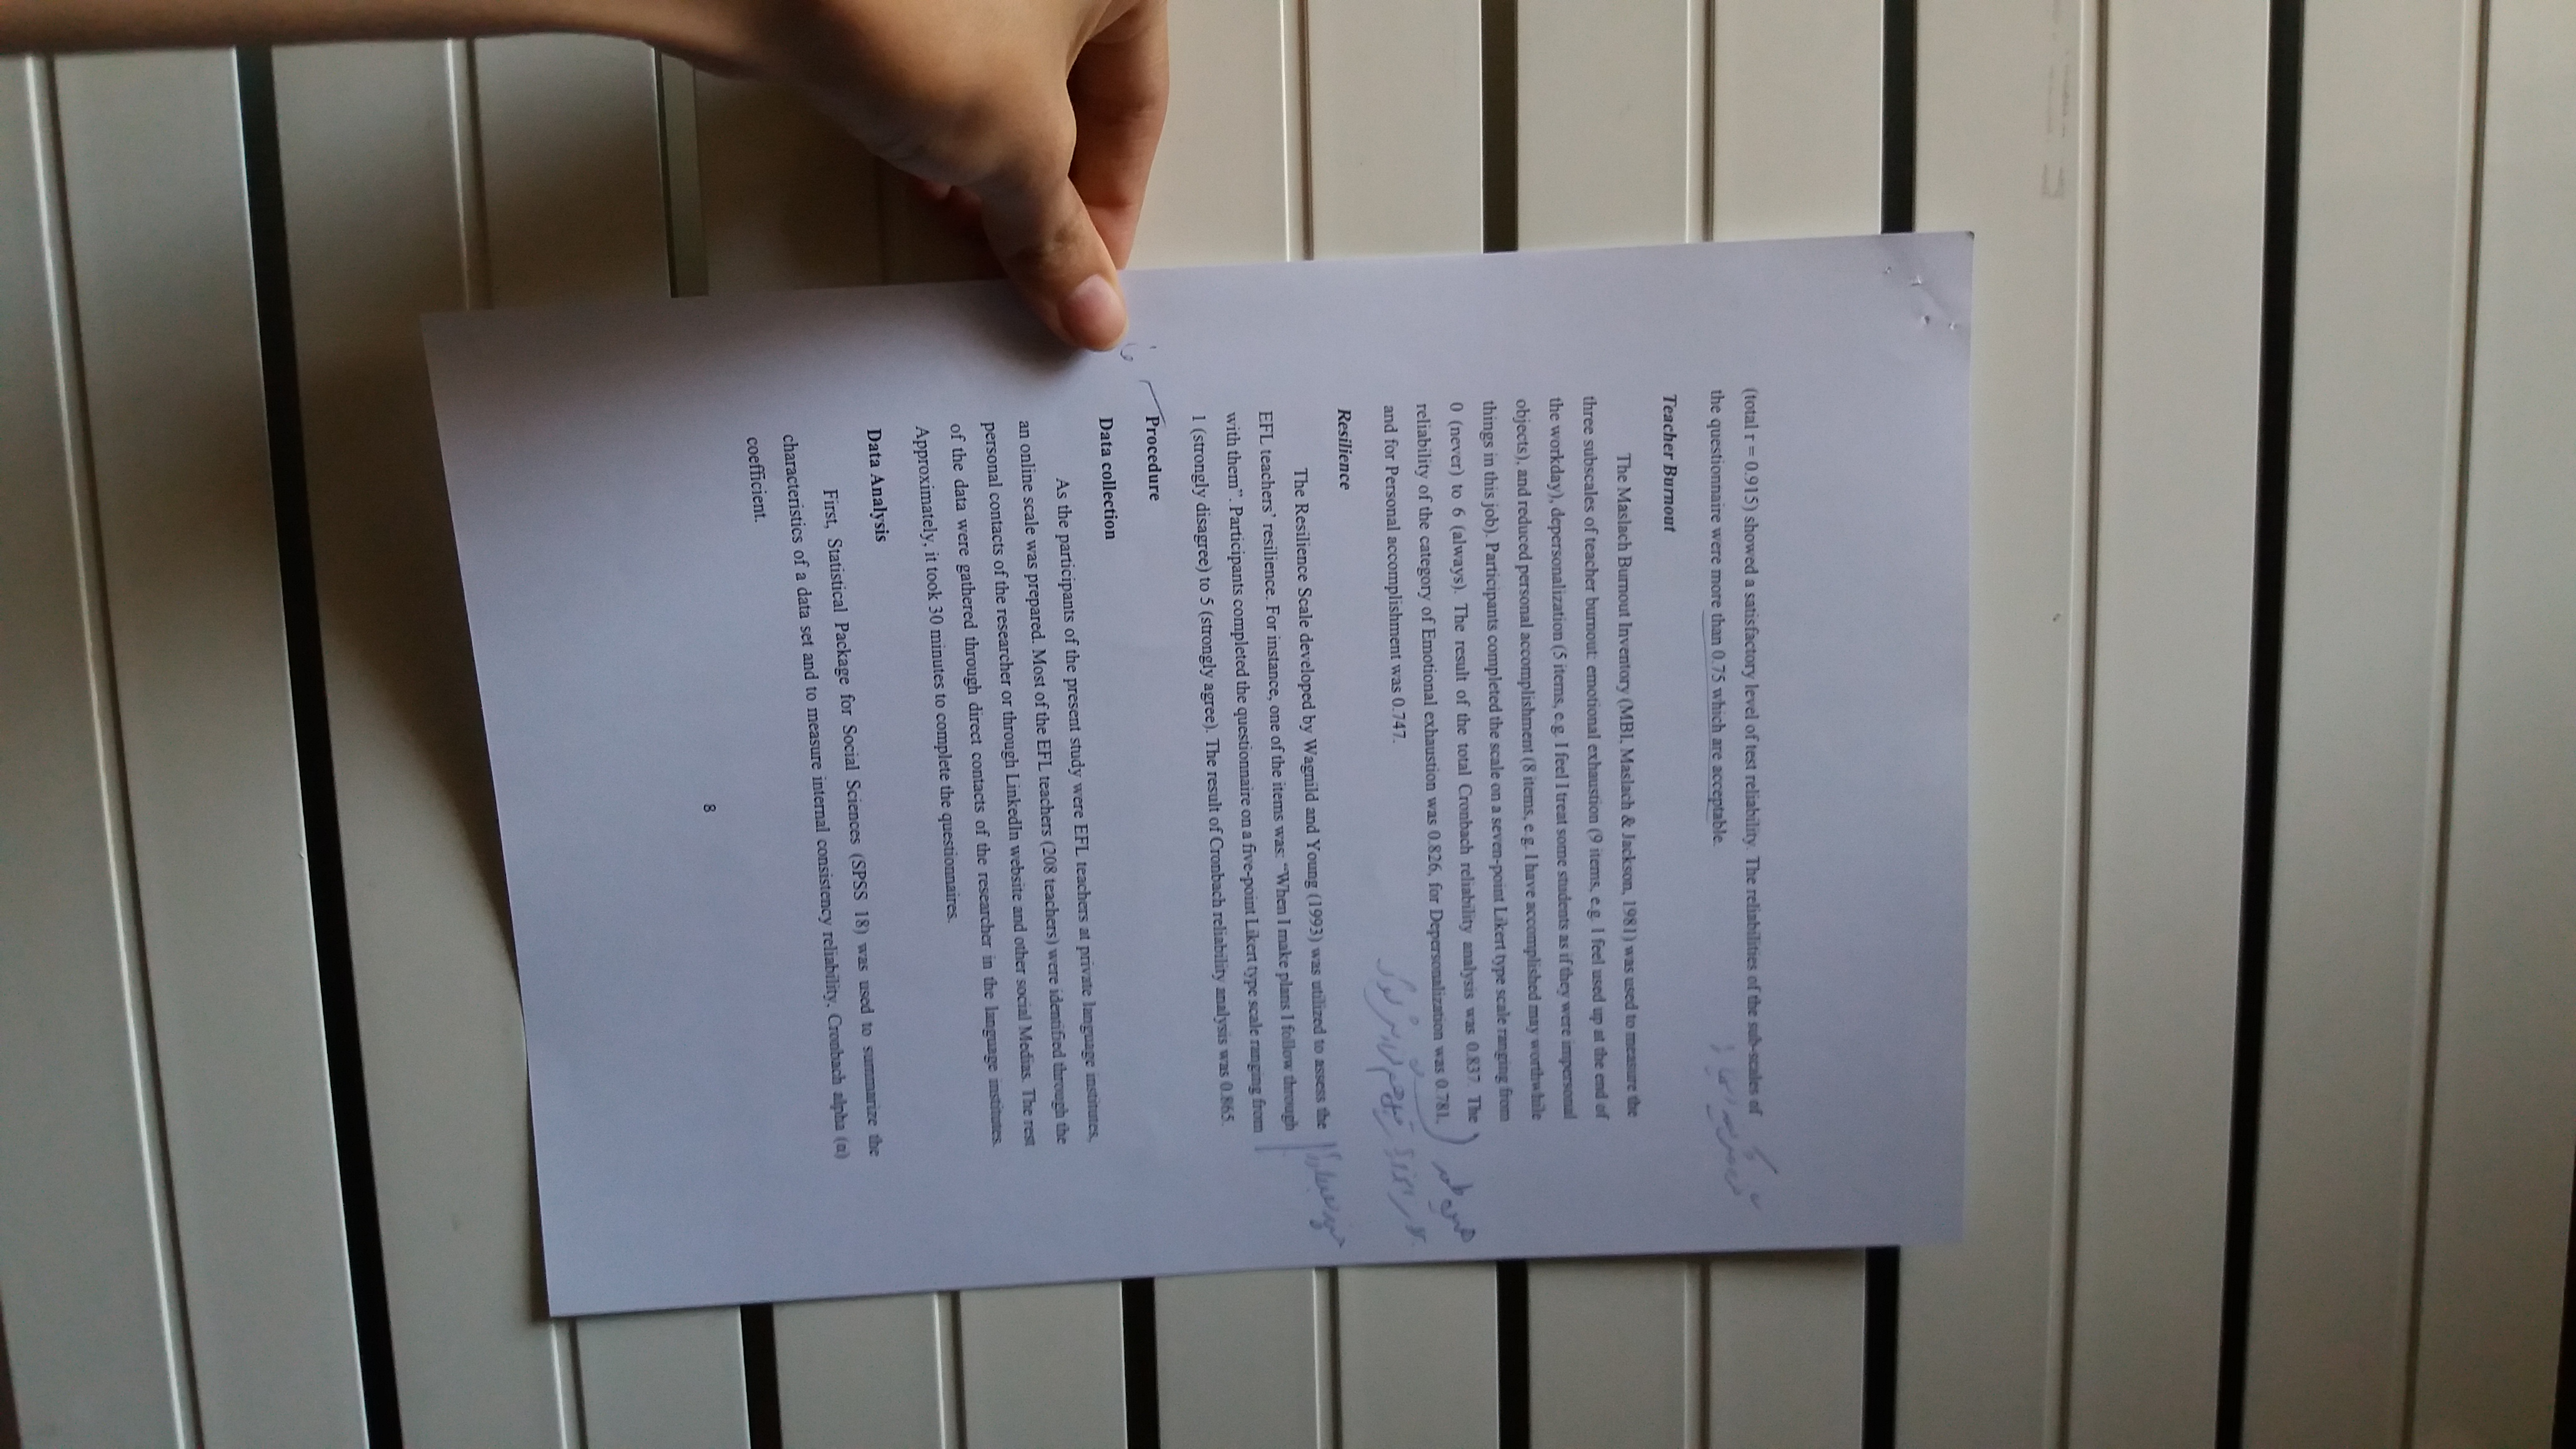 (total r = 0.915) showed a satisfactory level of test reliability. The reliabilities of the sub-scales of
the questionnaire were more than 0.75 which are acceptable.
Teacher Burnout
The Maslach Burnout Inventory (MBI, Maslach & Jackson, 1981) was used to measure the
three subscales of teacher burnout: emotional exhaustion (9 items, e.g. I feel used up at the end of
the workday), depersonalization (5 items, e.g. I feel I treat some students as if they were impersonal
objects), and reduced personal accomplishment (8 items, e.g. I have accomplished may worthwhile
things in this job). Participants completed the scale on a seven-point Likert type scale ranging from
0 (never) to 6 (always). The result of the total Cronbach reliability analysis was 0.837. The
reliability of the category of Emotional exhaustion was 0.826, for Depersonalization was 0.781,
and for Personal accomplishment was 0.747.
همین طور
Resilience
The Resilience Scale developed by Wagnild and Young (1993) was utilized to assess the
EFL teachers' resilience. For instance, one of the items was: "When I make plans I follow through
with them". Participants completed the questionnaire on a five-point Likert type scale ranging from
1 (strongly disagree) to 5 (strongly agree). The result of Cronbach reliability analysis was 0.865.
Procedure
Data collection
As the participants of the present study were EFL teachers at private language institutes,
an online scale was prepared. Most of the EFL teachers (208 teachers) were identified through the
personal contacts of the researcher or through LinkedIn website and other social Medias. The rest
of the data were gathered through direct contacts of the researcher in the language institutes.
Approximately, it took 30 minutes to complete the questionnaires.
Data Analysis
First, Statistical Package for Social Sciences (SPSS 18) was used to summarize the
characteristics of a data set and to measure internal consistency reliability, Cronbach alpha (α)
coefficient.
8